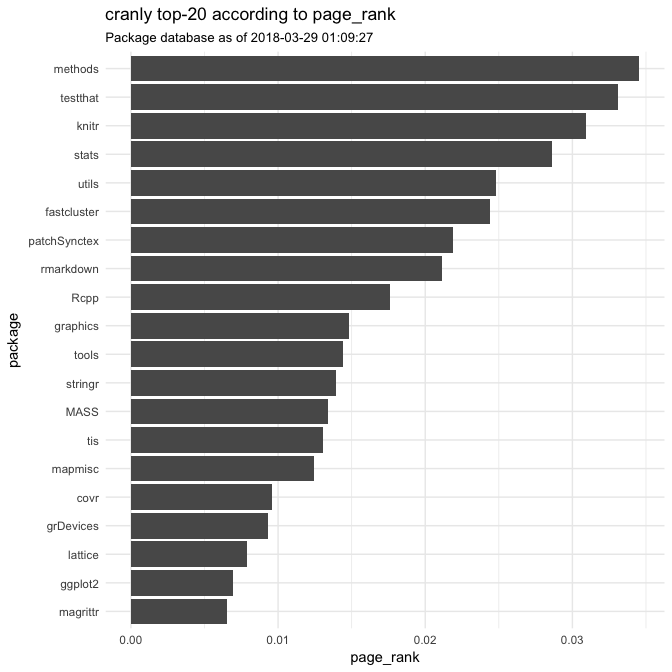 cranly top-20 according to page_rank
Package database as of 2018-03-29 01:09:27
package
methods
testthat
knitr
stats
utils
fastcluster
patchSynctex
rmarkdown
Rcpp
graphics
tools
stringr
MASS
tis
mapmisc
covr
grDevices
lattice
ggplot2
magrittr
0.00 0.01 0.02 0.03
page_rank